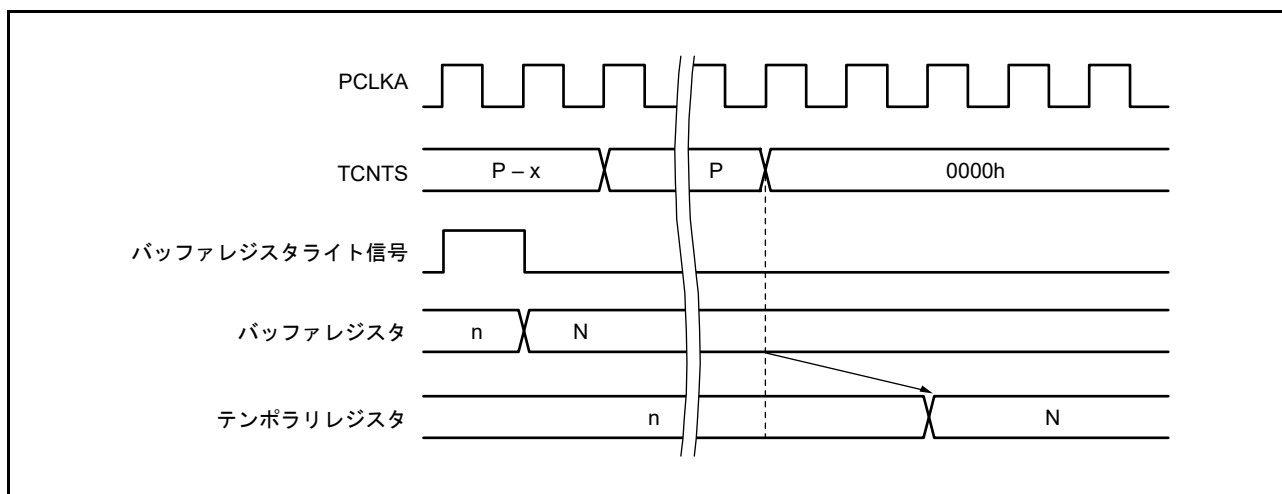 PCLKA
TCNTS P – x P 0000h
バッファレジスタライト信号
バッファレジスタ n N
テンポラリレジスタ n N